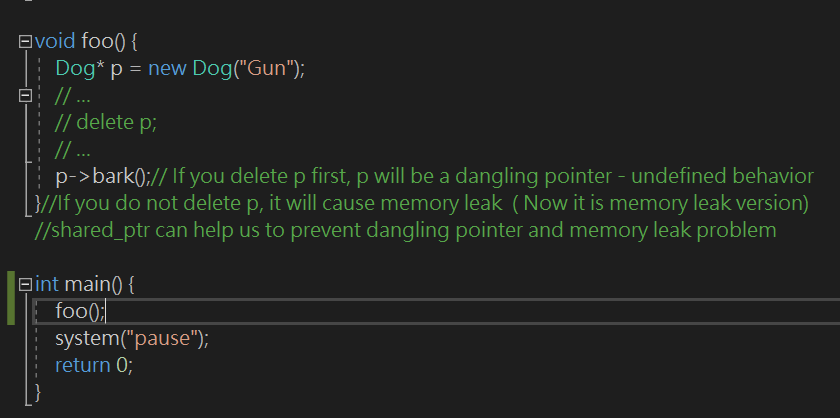 void foo() {
Dog* p = new Dog("Gun");
// ...
// delete p;
// ...
p->bark();// If you delete p first, p will be a dangling pointer - undefined behavior
}//If you do not delete p, it will cause memory leak  ( Now it is memory leak version)
//shared_ptr can help us to prevent dangling pointer and memory leak problem
int main() {
foo();
system("pause");
return 0;
}